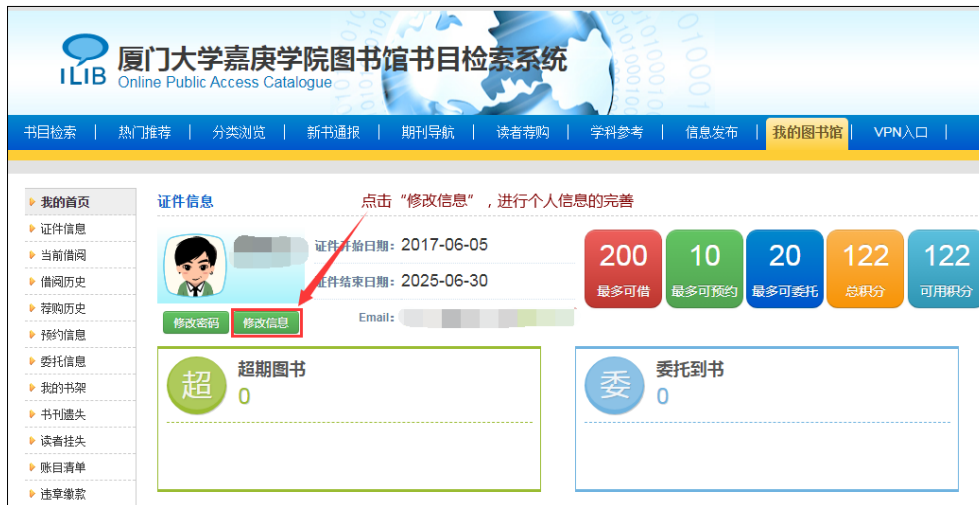 ILIB
厦门大学嘉庚学院图书馆书目检索系统
Online Public Access Catalogue
书目检索 | 热门推荐 | 分类浏览 | 新书通报 | 期刊导航 | 读者荐购 | 学科参考 | 信息发布 | 我的图书馆 | VPN入口 |
我的首页
证件信息
当前借阅
借阅历史
荐购历史
预约信息
委托信息
我的书架
书刊遗失
读者挂失
账目清单
违章缴款
证件信息
点击“修改信息”，进行个人信息的完善
证件开始日期: 2017-06-05
证件结束日期: 2025-06-30
Email:
修改密码
修改信息
200
最多可借
10
最多可预约
20
最多可委托
122
总积分
122
可用积分
超
超期图书
0
委
委托到书
0